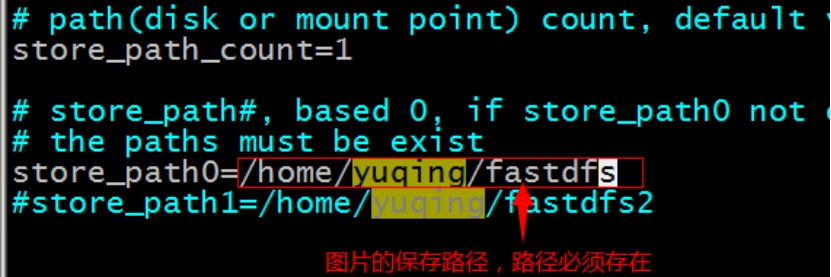 # path(disk or mount point) count, default
store_path_count=1
# store_path#, based 0, if store_path0 not
# the paths must be exist
store_path0=/home/yuqing/fastdfs
#store_path1=/home/yuqing/fastdfs2
图片的保存路径，路径必须存在